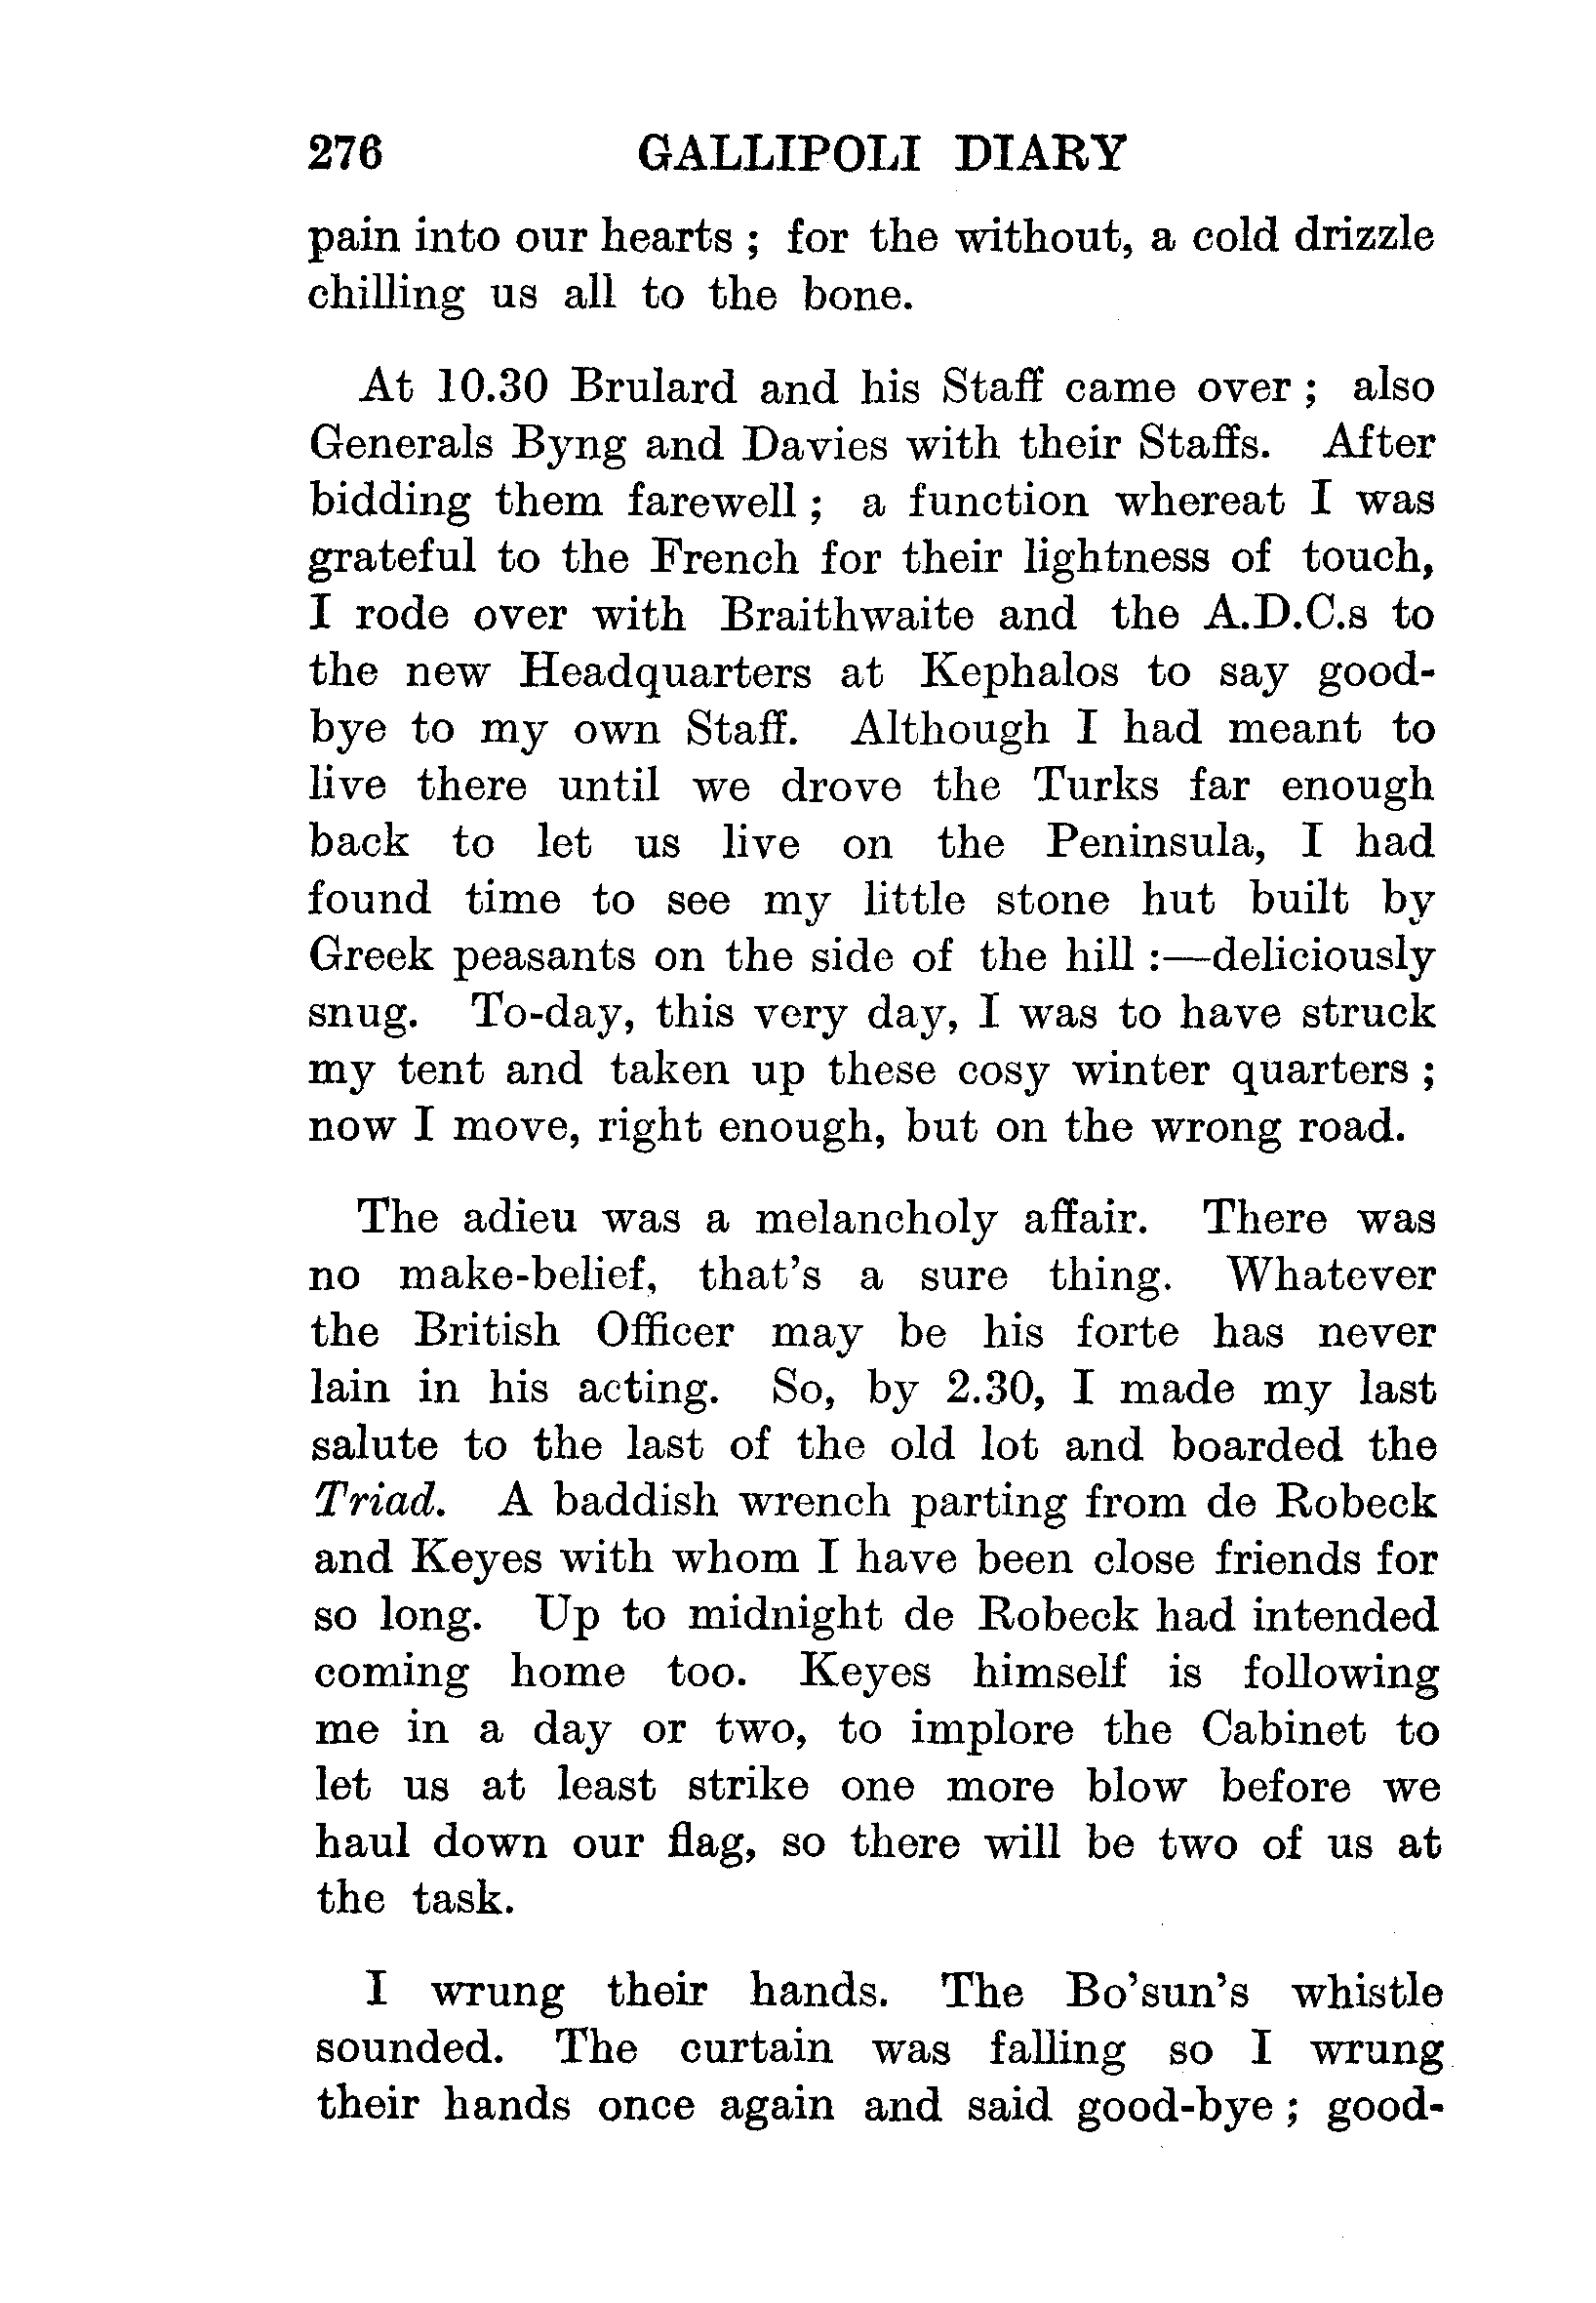 276 GALLIPOLI DIARY
pain into our hearts ; for the without, a cold drizzle
chilling us all to the bone.
At 10.30 Brulard and his Staff came over ; also
Generals Byng and Davies with their Staffs. After
bidding them farewell ; a function whereat I was
grateful to the French for their lightness of touch,
I rode over with Braithwaite and the A.D.C.s to
the new Headquarters at Kephalos to say good-
bye to my own Staff. Although I had meant to
live there until we drove the Turks far enough
back to let us live on the Peninsula, I had
found time to see my little stone hut built by
Greek peasants on the side of the hill :—deliciously
snug. To-day, this very day, I was to have struck
my tent and taken up these cosy winter quarters ;
now I move, right enough, but on the wrong road.
The adieu was a melancholy affair. There was
no make-belief, that's a sure thing. Whatever
the British Officer may be his forte has never
lain in his acting. So, by 2.30, I made my last
salute to the last of the old lot and boarded the
Triad. A baddish wrench parting from de Robeck
and Keyes with whom I have been close friends for
so long. Up to midnight de Robeck had intended
coming home too. Keyes himself is following
me in a day or two, to implore the Cabinet to
let us at least strike one more blow before we
haul down our flag, so there will be two of us at
the task.
I wrung their hands. The Bo'sun's whistle
sounded. The curtain was falling so I wrung
their hands once again and said good-bye ; good-